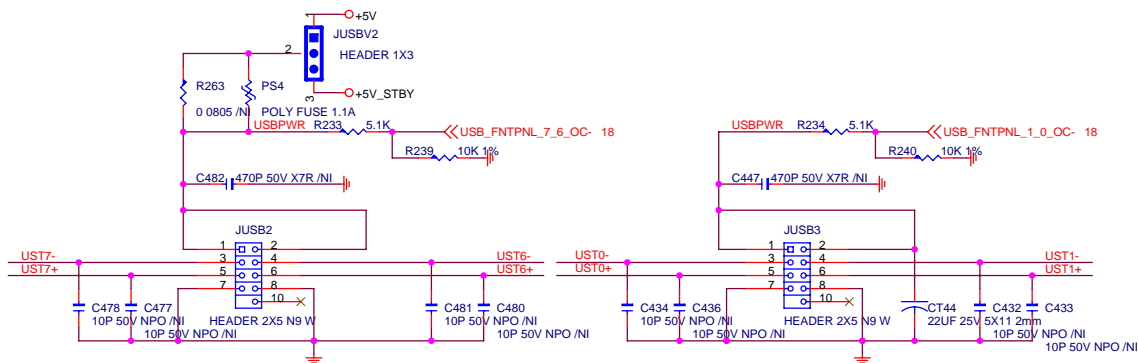 1
+5V
JUSBV2
2
HEADER 1X3
3
+5V_STBY
R263
PS4
0 0805 /NI
POLY FUSE 1.1A
USBPWR
R233
5.1K
USB_FNTPNL_7_6_OC- 18
R239
10K 1%
C482
470P 50V X7R /NI
JUSB2
1
2
3
4
5
6
7
8
10
UST7-
UST7+
UST6-
UST6+
C478
10P 50V NPO /NI
C477
10P 50V NPO /NI
HEADER 2X5 N9 W
C481
10P 50V NPO /NI
C480
10P 50V NPO /NI
USBPWR
R234
5.1K
USB_FNTPNL_1_0_OC- 18
R240
10K 1%
C447
470P 50V X7R /NI
JUSB3
1
2
3
4
5
6
7
8
10
UST0-
UST0+
UST1-
UST1+
C434
10P 50V NPO /NI
C436
10P 50V NPO /NI
HEADER 2X5 N9 W
CT44
22UF 25V 5X11 2mm
C432
10P 50V NPO /NI
C433
10P 50V NPO /NI